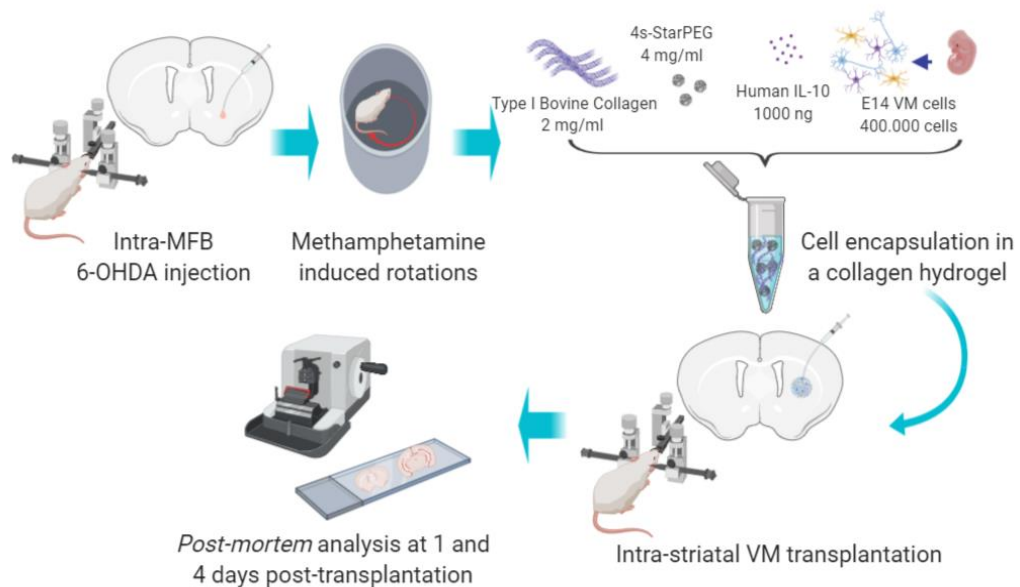 Intra-MFB
6-OHDA injection
Methamphetamine
induced rotations
Type I Bovine Collagen
2 mg/ml
4s-StarPEG
4 mg/ml
Human IL-10
1000 ng
E14 VM cells
400.000 cells
Cell encapsulation in
a collagen hydrogel
Intra-striatal VM transplantation
Post-mortem analysis at 1 and
4 days post-transplantation